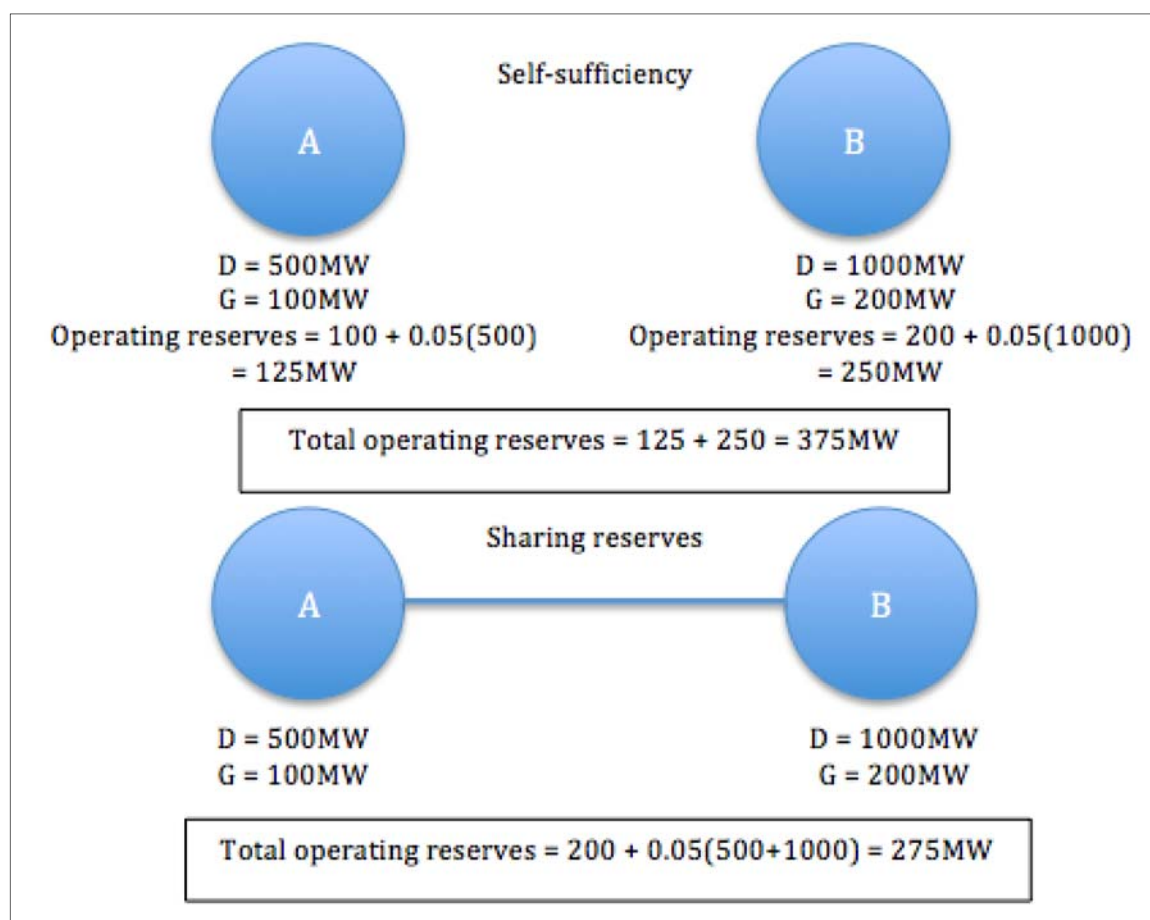 Self-sufficiency
A
B
D = 500MW
G = 100MW
Operating reserves = 100 + 0.05(500)
= 125MW
D = 1000MW
G = 200MW
Operating reserves = 200 + 0.05(1000)
= 250MW
Total operating reserves = 125 + 250 = 375MW
Sharing reserves
A
B
D = 500MW
G = 100MW
D = 1000MW
G = 200MW
Total operating reserves = 200 + 0.05(500+1000) = 275MW